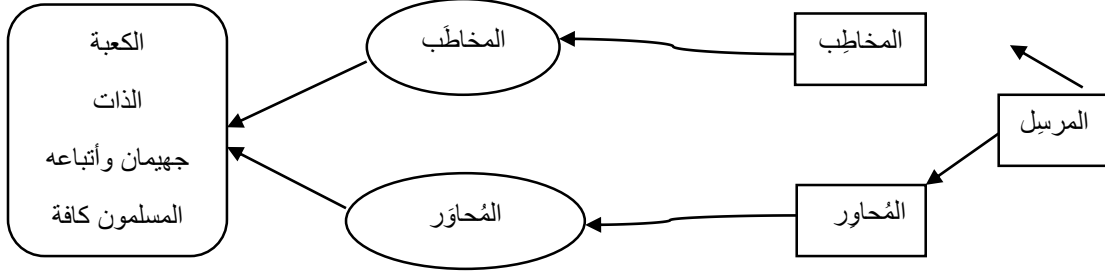 المرسِل
المخاطِب
المخاطَب
المُحاوِر
المُحاوَر
الكعبة
الذات
جهيمان وأتباعه
المسلمون كافة